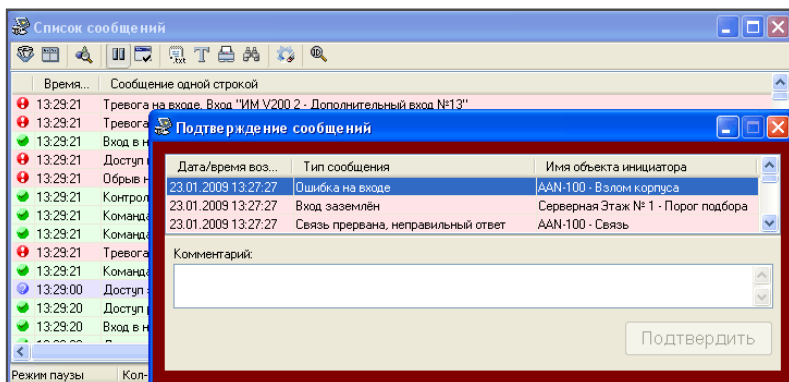 Список сообщений
.txt
Время... Сообщение одной строкой
13:29:21 Тревога на входе. Вход "ИМ V200 2 - Дополнительный вход №13"
13:29:21 Тревога
13:29:21 Вход в н
13:29:21 Доступ
13:29:21 Обрыв н
13:29:21 Контрол
13:29:21 Команда
13:29:21 Команда
13:29:21 Тревога
13:29:21 Команда
13:29:00 Доступ
13:29:20 Доступ
13:29:20 Вход в н
Режим паузы Кол-
Подтверждение сообщений
Дата/время воз... Тип сообщения Имя объекта инициатора
23.01.2009 13:27:27 Ошибка на входе AAN-100 - Взлом корпуса
23.01.2009 13:27:27 Вход заземлён Серверная Этаж № 1 - Порог подбора
23.01.2009 13:27:27 Связь прервана, неправильный ответ AAN-100 - Связь
Комментарий:
Подтвердить